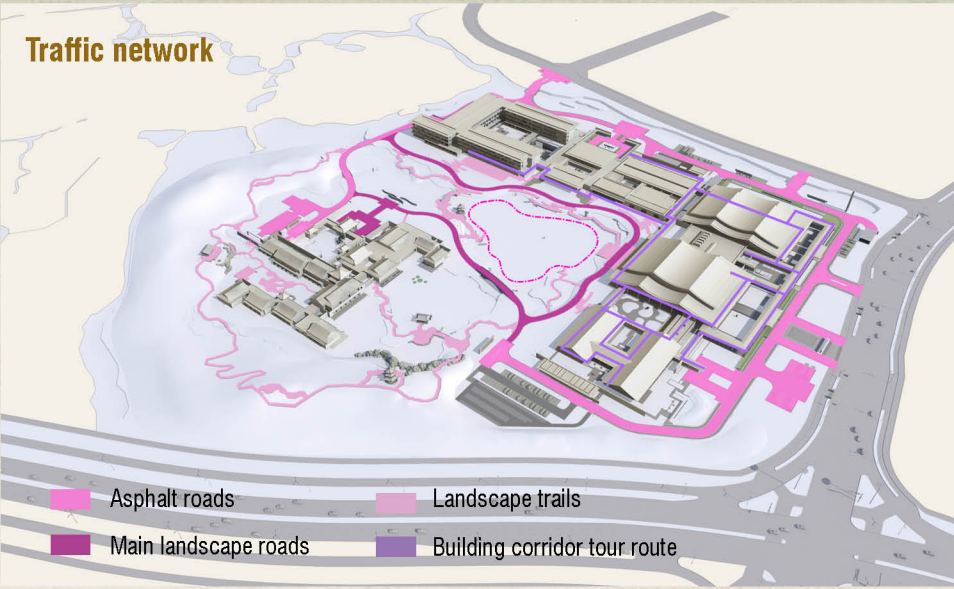 Traffic network
Asphalt roads
Landscape trails
Main landscape roads
Building corridor tour route